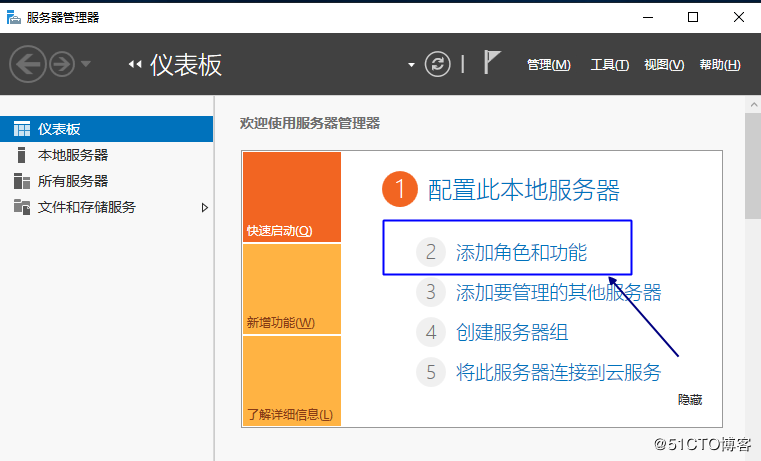 服务器管理器
仪表板
管理(M) 工具(T) 视图(V) 帮助(H)
仪表板
本地服务器
所有服务器
文件和存储服务
欢迎使用服务器管理器
快速启动(Q)
新增功能(W)
了解详细信息(L)
1 配置此本地服务器
2 添加角色和功能
3 添加要管理的其他服务器
4 创建服务器组
5 将此服务器连接到云服务
隐藏
@51CTO博客